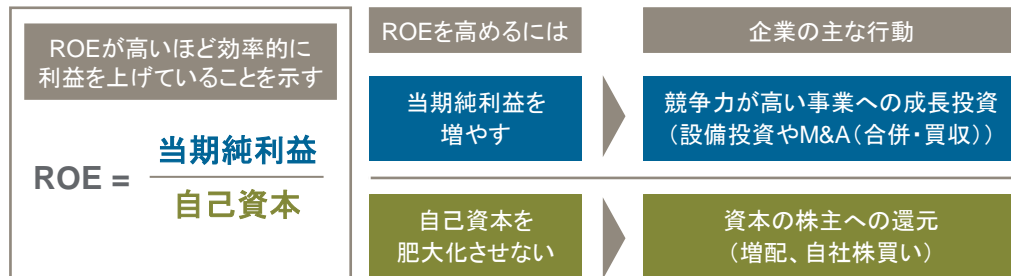 ROEが高いほど効率的に
利益を上げていることを示す
ROE =
当期純利益
自己資本
ROEを高めるには
企業の主な行動
当期純利益を
増やす
競争力が高い事業への成長投資
（設備投資やM&A（合併・買収））
自己資本を
肥大化させない
資本の株主への還元
（増配、自社株買い）